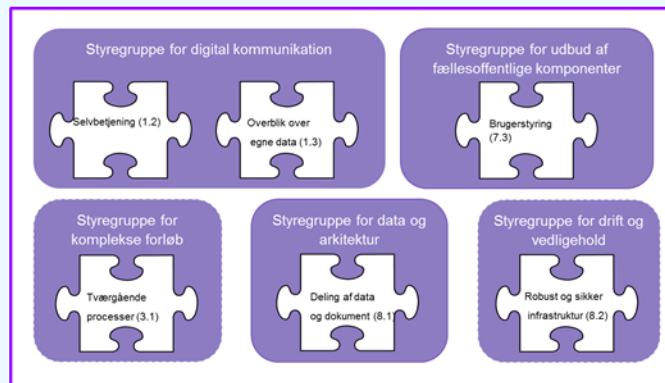 Styregruppe for digital kommunikation
Selvbetjening (1.2)
Overblik over
egne data (1.3)
Styregruppe for udbud af
fællesoffentlige komponenter
Brugerstyring
(7.3)
Styregruppe for
komplekse forløb
Tværgående
processer (3.1)
Styregruppe for data og
arkitektur
Deling af data
og dokument (8.1)
Styregruppe for drift og
vedligehold
Robust og sikker
infrastruktur (8.2)